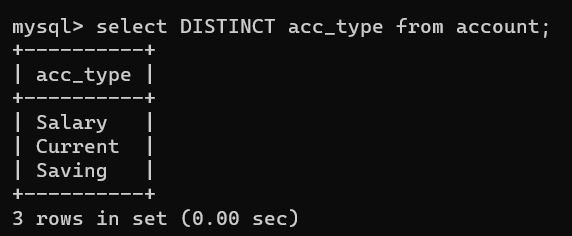 mysql> select DISTINCT acc_type from account;
+----------+
| acc_type |
+----------+
| Salary   |
| Current  |
| Saving   |
+----------+
3 rows in set (0.00 sec)